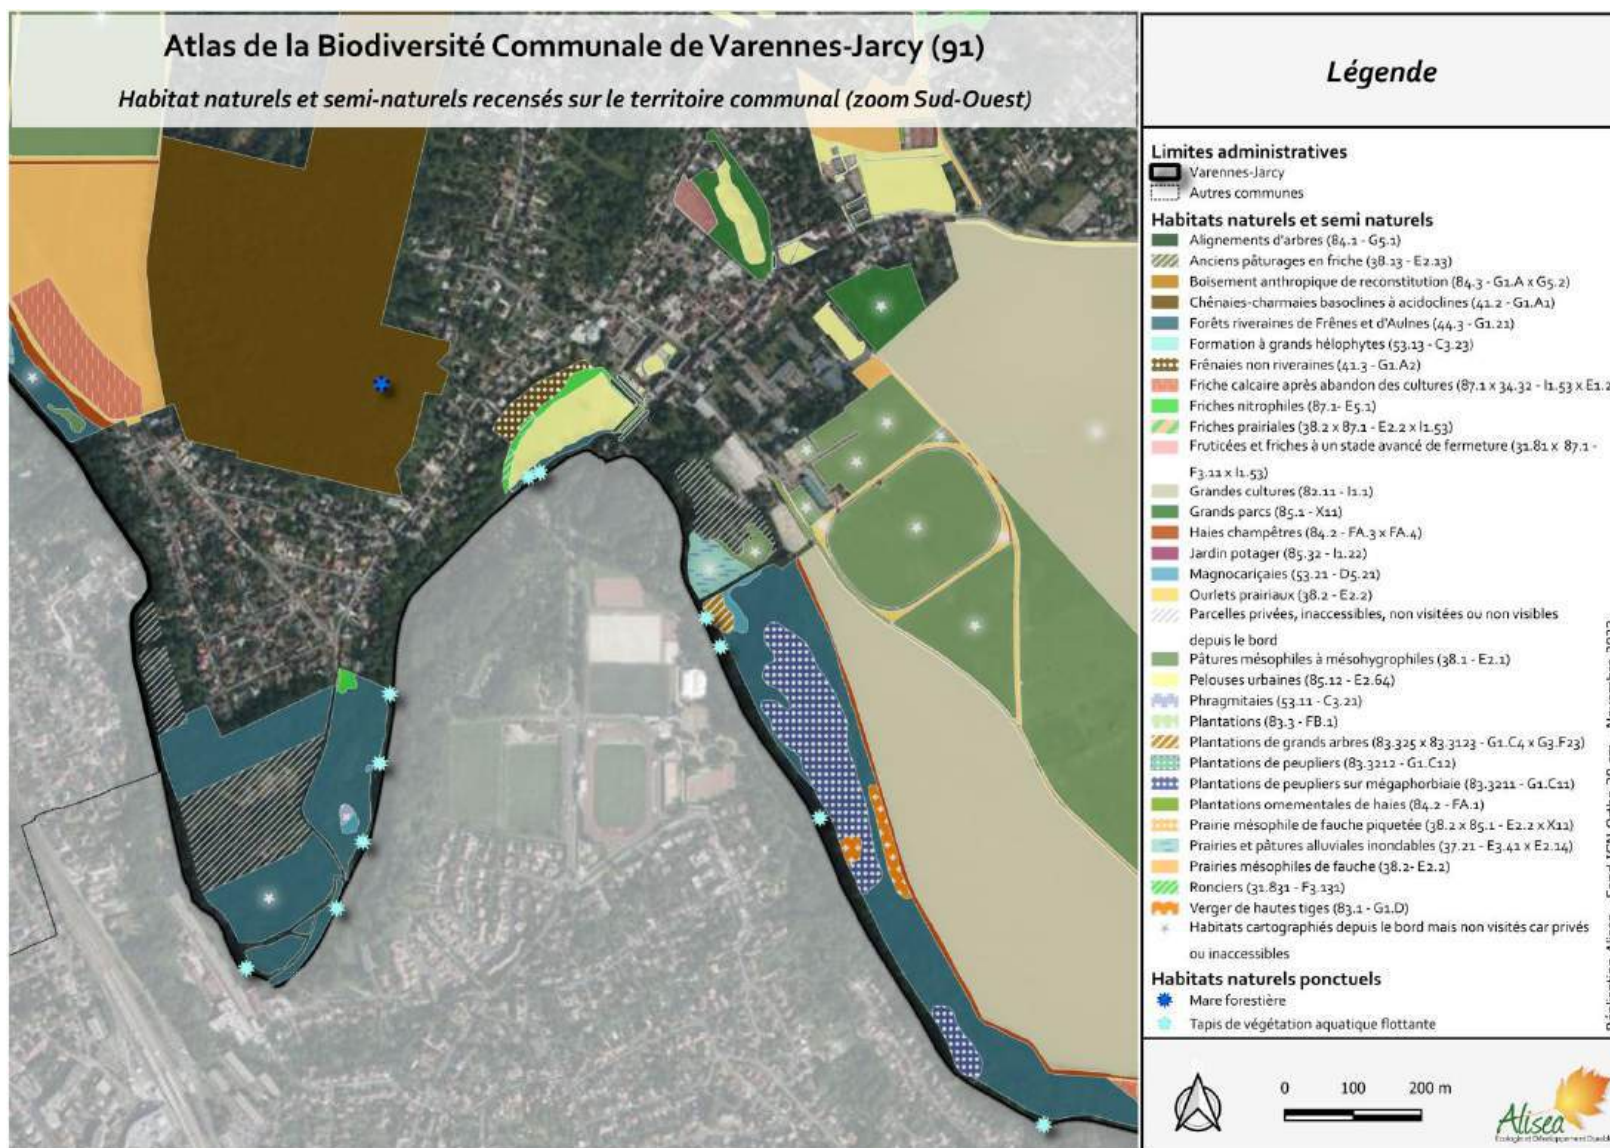 Atlas de la Biodiversité Communale de Varennes-Jarcy (91)
Habitat naturels et semi-naturels recensés sur le territoire communal (zoom Sud-Ouest)
Légende
Limites administratives
Varennes-Jarcy
Autres communes
Habitats naturels et semi naturels
Alignements d'arbres (84.1 - G5.1)
Anciens pâturages en friche (38.13 - E2.13)
Boisement anthropique de reconstitution (84.3 - G1.A x G5.2)
Chênaies-charmaies basoclines à acidoclines (41.2 - G1.A1)
Forêts riveraines de Frênes et d'Aulnes (44.3 - G1.21)
Formation à grands hélophytes (53.13 - C3.23)
Frênaies non riveraines (41.3 - G1.A2)
Friche calcaire après abandon des cultures (87.1 x 34.32 - I1.53 x E1.2
Friches nitrophiles (87.1- E5.1)
Friches prairiales (38.2 x 87.1 - E2.2 x I1.53)
Fruticées et friches à un stade avancé de fermeture (31.81 x 87.1 -
F3.11 x I1.53)
Grandes cultures (82.11 - I1.1)
Grands parcs (85.1 - X11)
Haies champêtres (84.2 - FA.3 x FA.4)
Jardin potager (85.32 - I1.22)
Magnocariçaies (53.21 - D5.21)
Ourlets prairiaux (38.2 - E2.2)
Parcelles privées, inaccessibles, non visitées ou non visibles
depuis le bord
Pâtures mésophiles à mésohygrophiles (38.1 - E2.1)
Pelouses urbaines (85.12 - E2.64)
Phragmitaies (53.11 - C3.21)
Plantations (83.3 - FB.1)
Plantations de grands arbres (83.325 x 83.3123 - G1.C4 x G3.F23)
Plantations de peupliers (83.3212 - G1.C12)
Plantations de peupliers sur mégaphorbiaie (83.3211 - G1.C11)
Plantations ornementales de haies (84.2 - FA.1)
Prairie mésophile de fauche piquetée (38.2 x 85.1 - E2.2 x X11)
Prairies et pâtures alluviales inondables (37.21 - E3.41 x E2.14)
Prairies mésophiles de fauche (38.2- E2.2)
Ronciers (31.831 - F3.131)
Verger de hautes tiges (83.1 - G1.D)
Habitats cartographiés depuis le bord mais non visités car privés
ou inaccessibles
Habitats naturels ponctuels
Mare forestière
Tapis de végétation aquatique flottante
0 100 200 m
Alisea